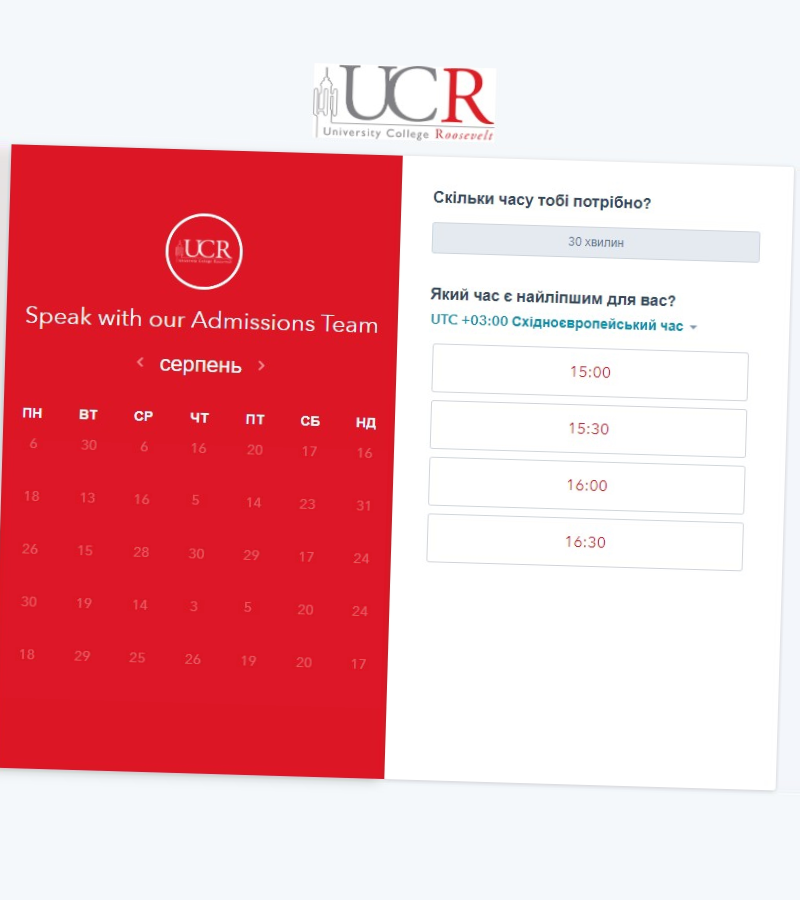 UCR
University College Roosevelt
UCR
Speak with our Admissions Team
серпень
ПН ВТ СР ЧТ ПТ СБ НД
6 30 6 16 20 17 16
18 13 16 5 14 23 31
26 15 28 30 29 17 24
30 19 14 3 5 20 24
18 29 25 26 19 20 17
Скільки часу тобі потрібно?
30 хвилин
Який час є найліпшим для вас?
UTC +03:00 Східноєвропейський час
15:00
15:30
16:00
16:30